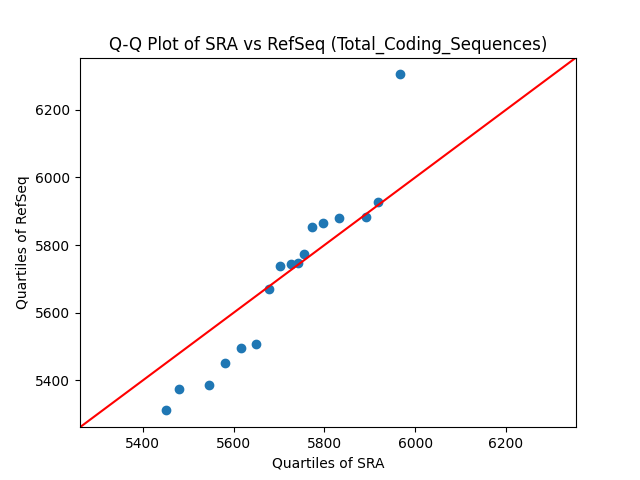 Q-Q Plot of SRA vs RefSeq (Total_Coding_Sequences)
6200
6000
5800
5600
5400
Quartiles of RefSeq
5400 5600 5800 6000 6200
Quartiles of SRA